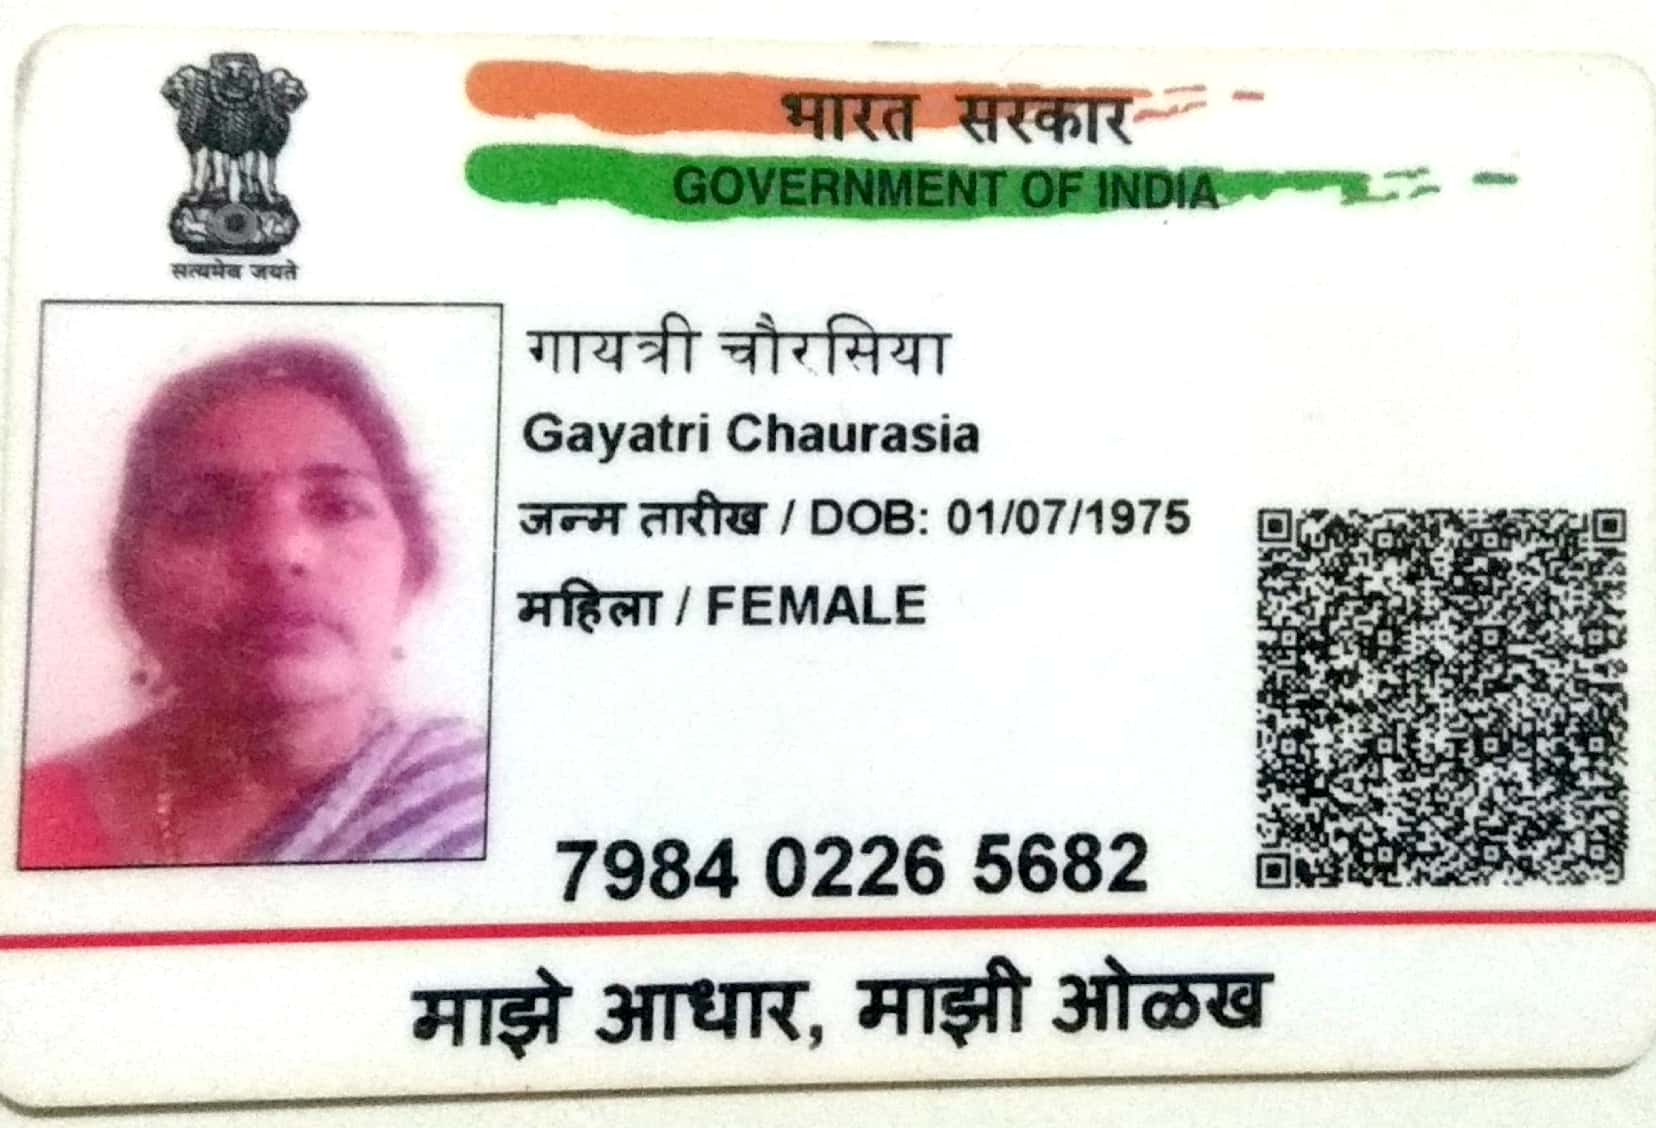 भारत सरकार
GOVERNMENT OF INDIA
सत्यमेव जयते
गायत्री चौरसिया
Gayatri Chaurasia
जन्म तारीख / DOB: 01/07/1975
महिला / FEMALE
7984 0226 5682
माझे आधार, माझी ओळख